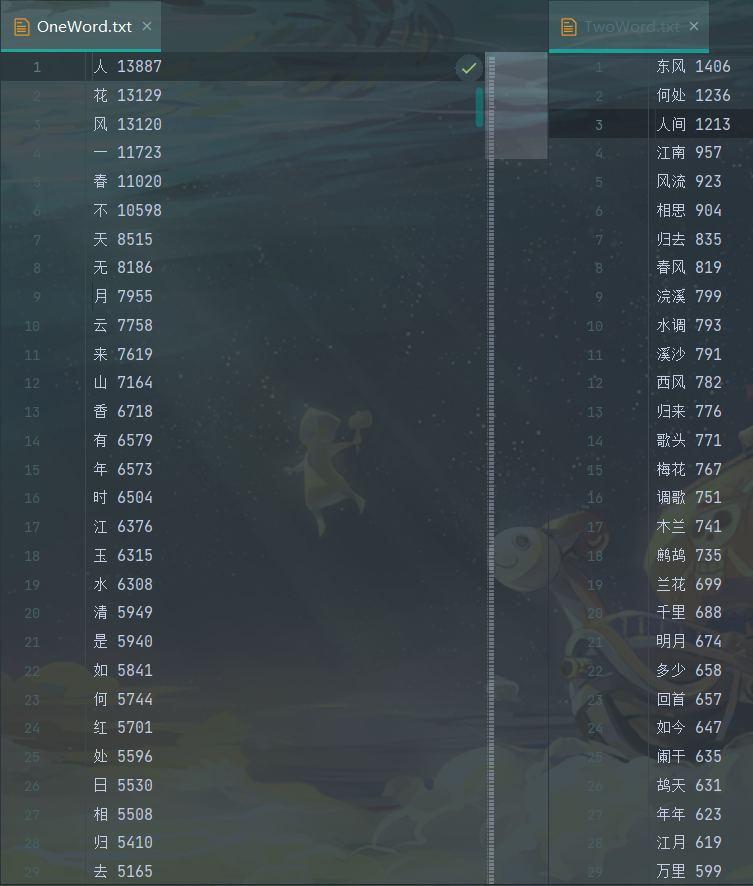 OneWord.txt
1 人 13887
2 花 13129
3 风 13120
4 一 11723
5 春 11020
6 不 10598
7 天 8515
8 无 8186
9 月 7955
10 云 7758
11 来 7619
12 山 7164
13 香 6718
14 有 6579
15 年 6573
16 时 6504
17 江 6376
18 玉 6315
19 水 6308
20 清 5949
21 是 5940
22 如 5841
23 何 5744
24 红 5701
25 处 5596
26 日 5530
27 相 5508
28 归 5410
29 去 5165
TwoWord.txt
1 东风 1406
2 何处 1236
3 人间 1213
4 江南 957
5 风流 923
6 相思 904
7 归去 835
8 春风 819
9 浣溪 799
10 水调 793
11 溪沙 791
12 西风 782
13 归来 776
14 歌头 771
15 梅花 767
16 调歌 751
17 木兰 741
18 鹧鸪 735
19 兰花 699
20 千里 688
21 明月 674
22 多少 658
23 回首 657
24 如今 647
25 阑干 635
26 鸪天 631
27 年年 623
28 江月 619
29 万里 599